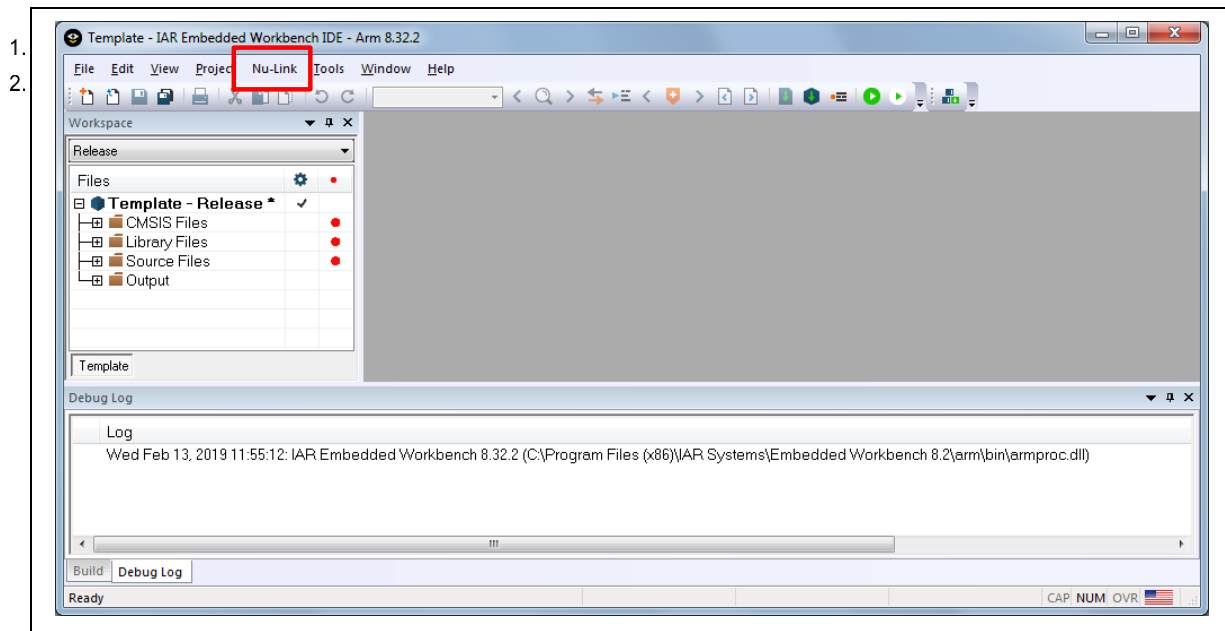 1.
2.
Template - IAR Embedded Workbench IDE - Arm 8.32.2
File Edit View Project Nu-Link Tools Window Help
Workspace
Release
Files
Template - Release *
CMSIS Files
Library Files
Source Files
Output
Template
Debug Log
Log
Wed Feb 13, 2019 11:55:12: IAR Embedded Workbench 8.32.2 (C:\Program Files (x86)\IAR Systems\Embedded Workbench 8.2\arm\bin\armproc.dll)
Build Debug Log
Ready CAP NUM OVR